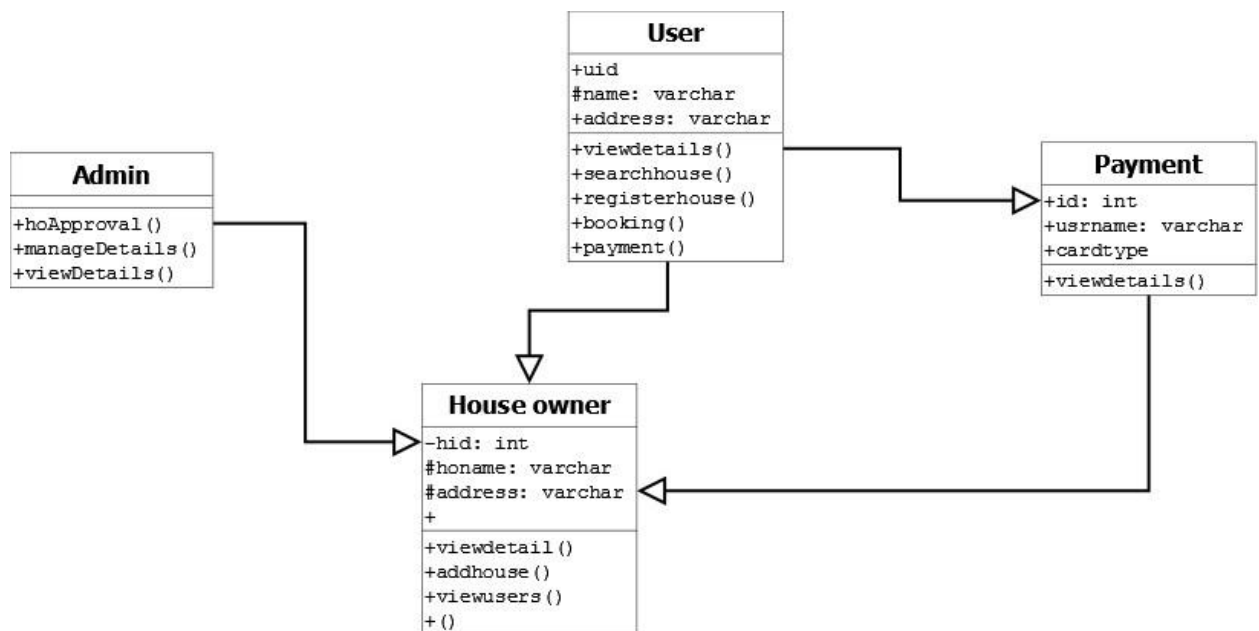 User
+uid
#name: varchar
+address: varchar
+viewdetails()
+searchhouse()
+registerhouse()
+booking()
+payment()
Admin
+hoApproval()
+manageDetails()
+viewDetails()
Payment
+id: int
+usrname: varchar
+cardtype
+viewdetails()
House owner
-hid: int
#honame: varchar
#address: varchar
+
+viewdetail()
+addhouse()
+viewusers()
+()